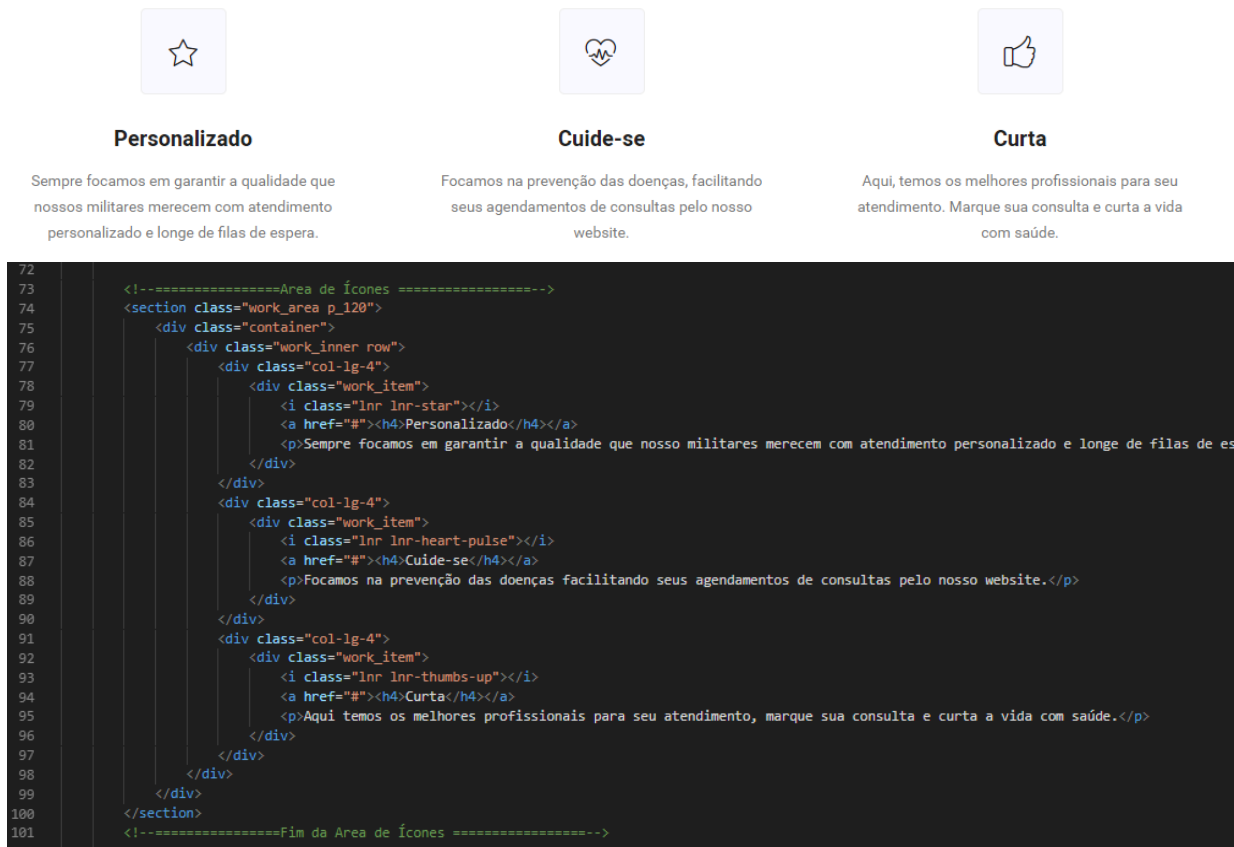 Personalizado
Cuide-se
Curta
Sempre focamos em garantir a qualidade que
nossos militares merecem com atendimento
personalizado e longe de filas de espera.
Focamos na prevenção das doenças, facilitando
seus agendamentos de consultas pelo nosso
website.
Aqui, temos os melhores profissionais para seu
atendimento. Marque sua consulta e curta a vida
com saúde.
72
73 <!--================Area de Ícones =================-->
74 <section class="work_area p_120">
75 <div class="container">
76 <div class="work_inner row">
77 <div class="col-lg-4">
78 <div class="work_item">
79 <i class="lnr lnr-star"></i>
80 <a href="#"><h4>Personalizado</h4></a>
81 <p>Sempre focamos em garantir a qualidade que nosso militares merecem com atendimento personalizado e longe de filas de es
82 </div>
83 </div>
84 <div class="col-lg-4">
85 <div class="work_item">
86 <i class="lnr lnr-heart-pulse"></i>
87 <a href="#"><h4>Cuide-se</h4></a>
88 <p>Focamos na prevenção das doenças facilitando seus agendamentos de consultas pelo nosso website.</p>
89 </div>
90 </div>
91 <div class="col-lg-4">
92 <div class="work_item">
93 <i class="lnr lnr-thumbs-up"></i>
94 <a href="#"><h4>Curta</h4></a>
95 <p>Aqui temos os melhores profissionais para seu atendimento, marque sua consulta e curta a vida com saúde.</p>
96 </div>
97 </div>
98 </div>
99 </div>
100 </section>
101 <!--================Fim da Area de Ícones =================-->